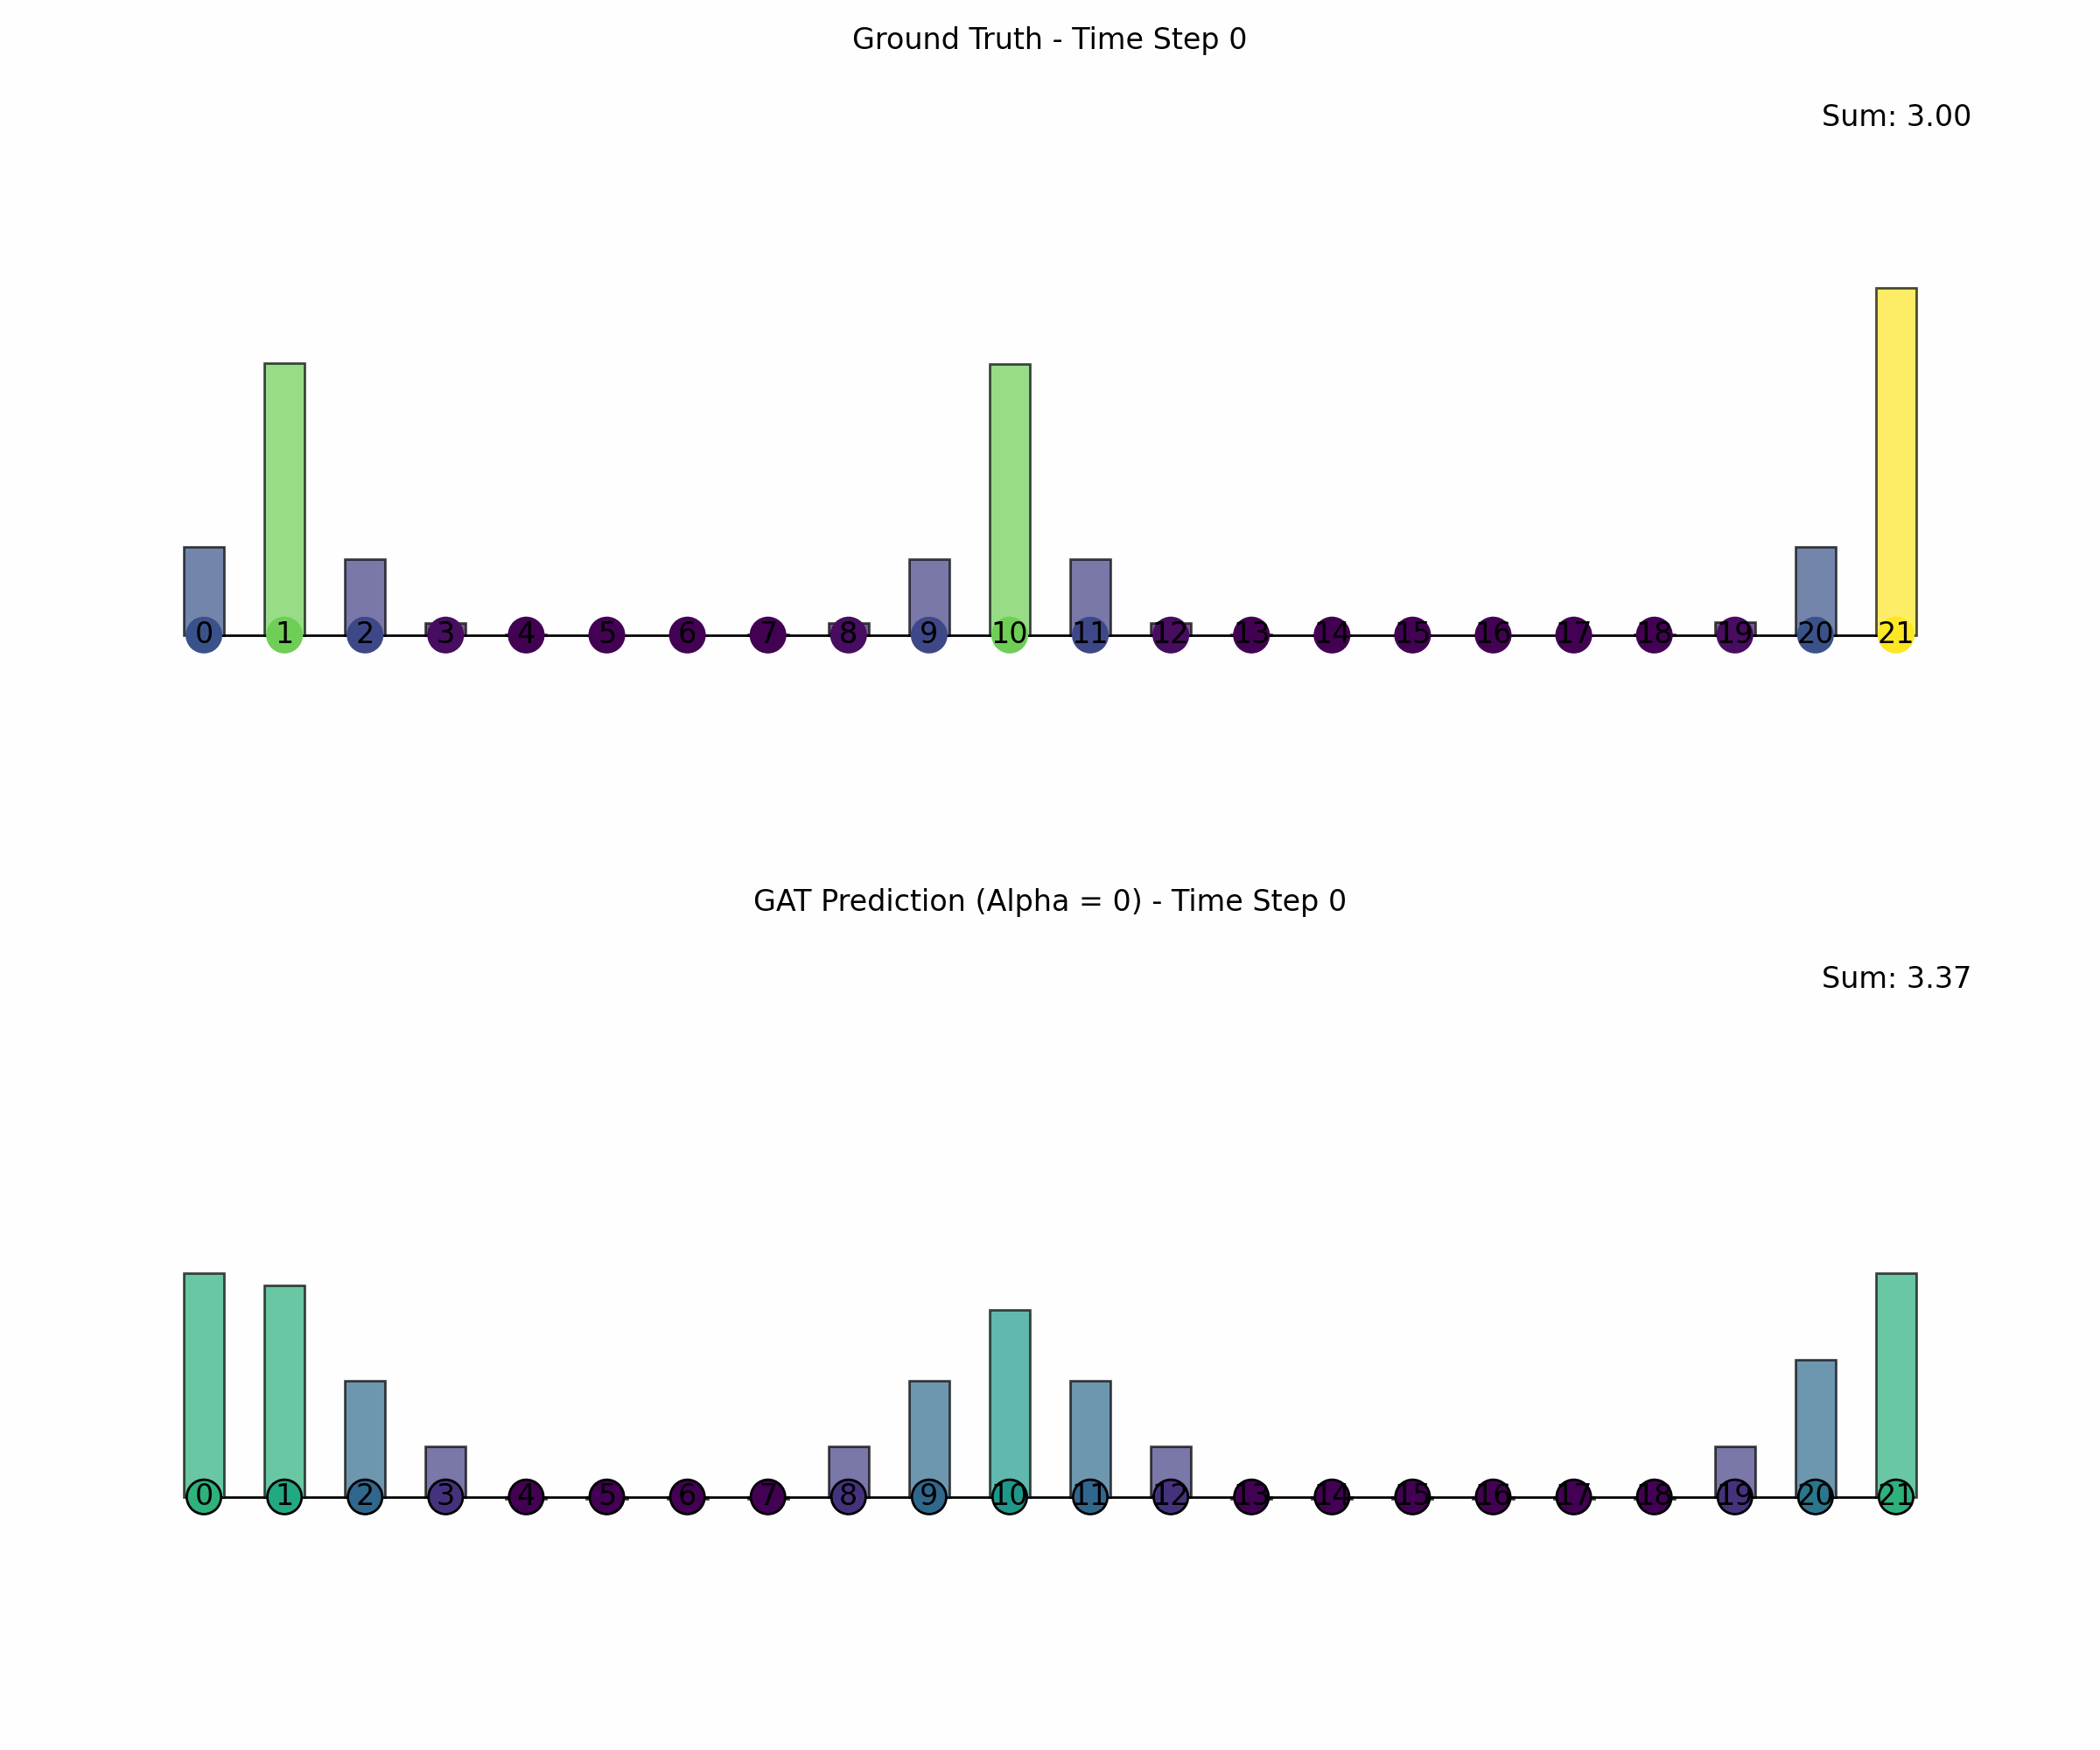 Ground Truth - Time Step 0
Sum: 3.00
0 1 2 3 4 5 6 7 8 9 10 11 12 13 14 15 16 17 18 19 20 21
GAT Prediction (Alpha = 0) - Time Step 0
Sum: 3.37
0 1 2 3 4 5 6 7 8 9 10 11 12 13 14 15 16 17 18 19 20 21